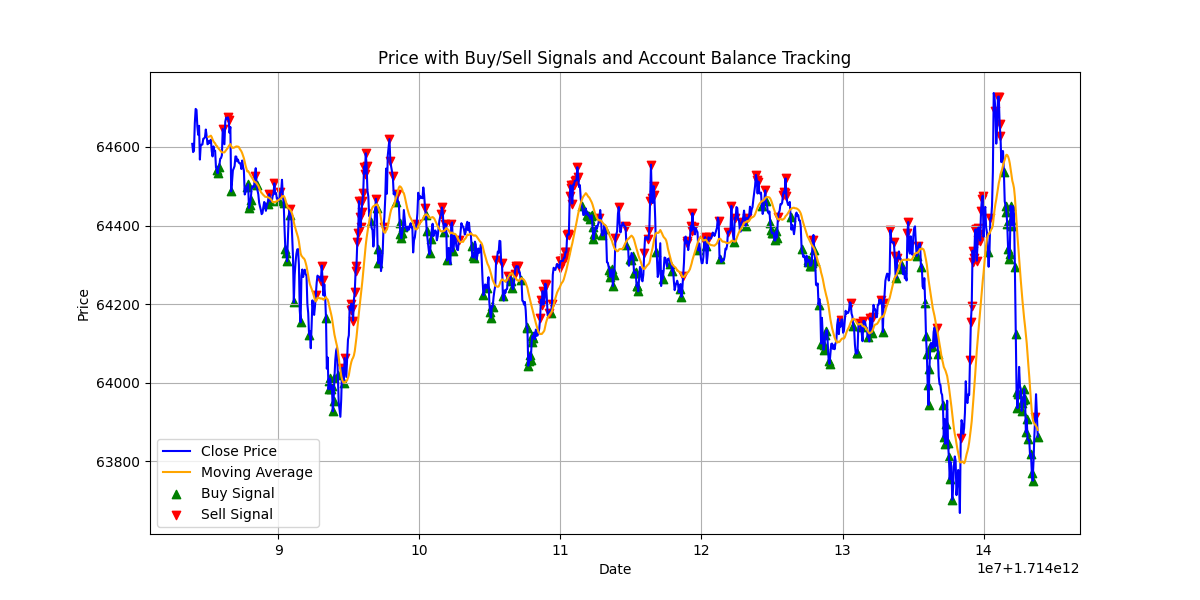 Price with Buy/Sell Signals and Account Balance Tracking
64600
64400
64200
64000
63800
Price
Close Price
Moving Average
Buy Signal
Sell Signal
9 10 11 12 13 14
Date
1e7+1.714e12